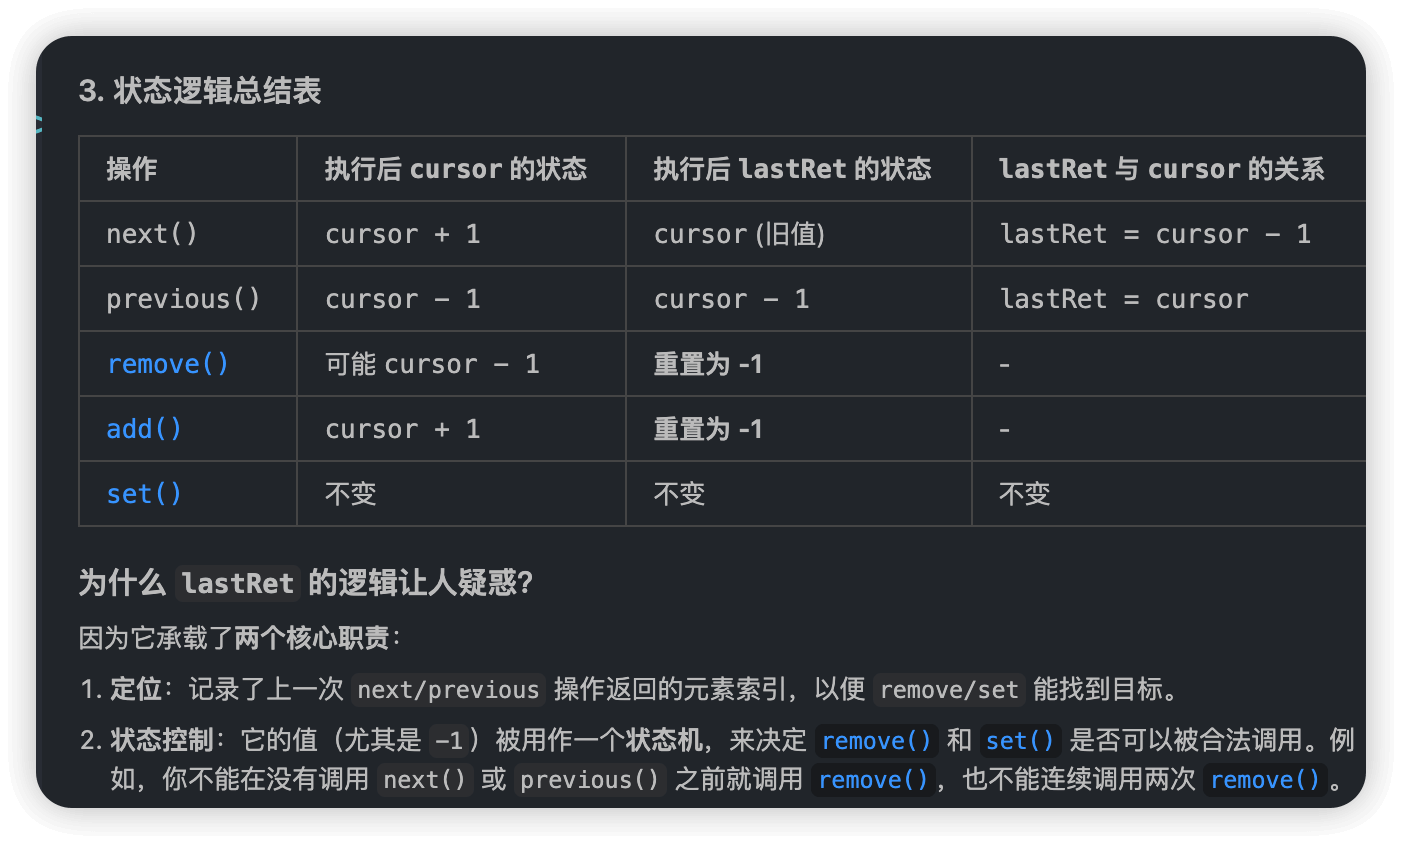 3. 状态逻辑总结表
操作 执行后 cursor 的状态 执行后 lastRet 的状态 lastRet 与 cursor 的关系
next() cursor + 1 cursor (旧值) lastRet = cursor - 1
previous() cursor - 1 cursor - 1 lastRet = cursor
remove() 可能 cursor - 1 重置为 -1 -
add() cursor + 1 重置为 -1 -
set() 不变 不变 不变
为什么 lastRet 的逻辑让人疑惑?
因为它承载了两个核心职责：
1. 定位：记录了上一次 next/previous 操作返回的元素索引，以便 remove/set 能找到目标。
2. 状态控制：它的值（尤其是 -1）被用作一个状态机，来决定 remove() 和 set() 是否可以被合法调用。例
如，你不能在没有调用 next() 或 previous() 之前就调用 remove()，也不能连续调用两次 remove()。